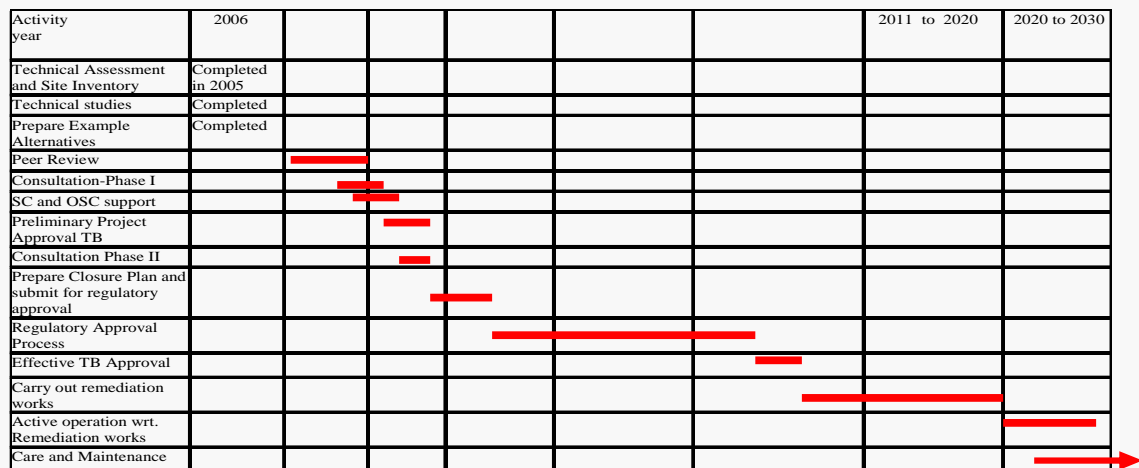 Activity
year
2006
2011 to 2020
2020 to 2030
Technical Assessment
and Site Inventory
Completed
in 2005
Technical studies
Completed
Prepare Example
Alternatives
Completed
Peer Review
Consultation-Phase I
SC and OSC support
Preliminary Project
Approval TB
Consultation Phase II
Prepare Closure Plan and
submit for regulatory
approval
Regulatory Approval
Process
Effective TB Approval
Carry out remediation
works
Active operation wrt.
Remediation works
Care and Maintenance